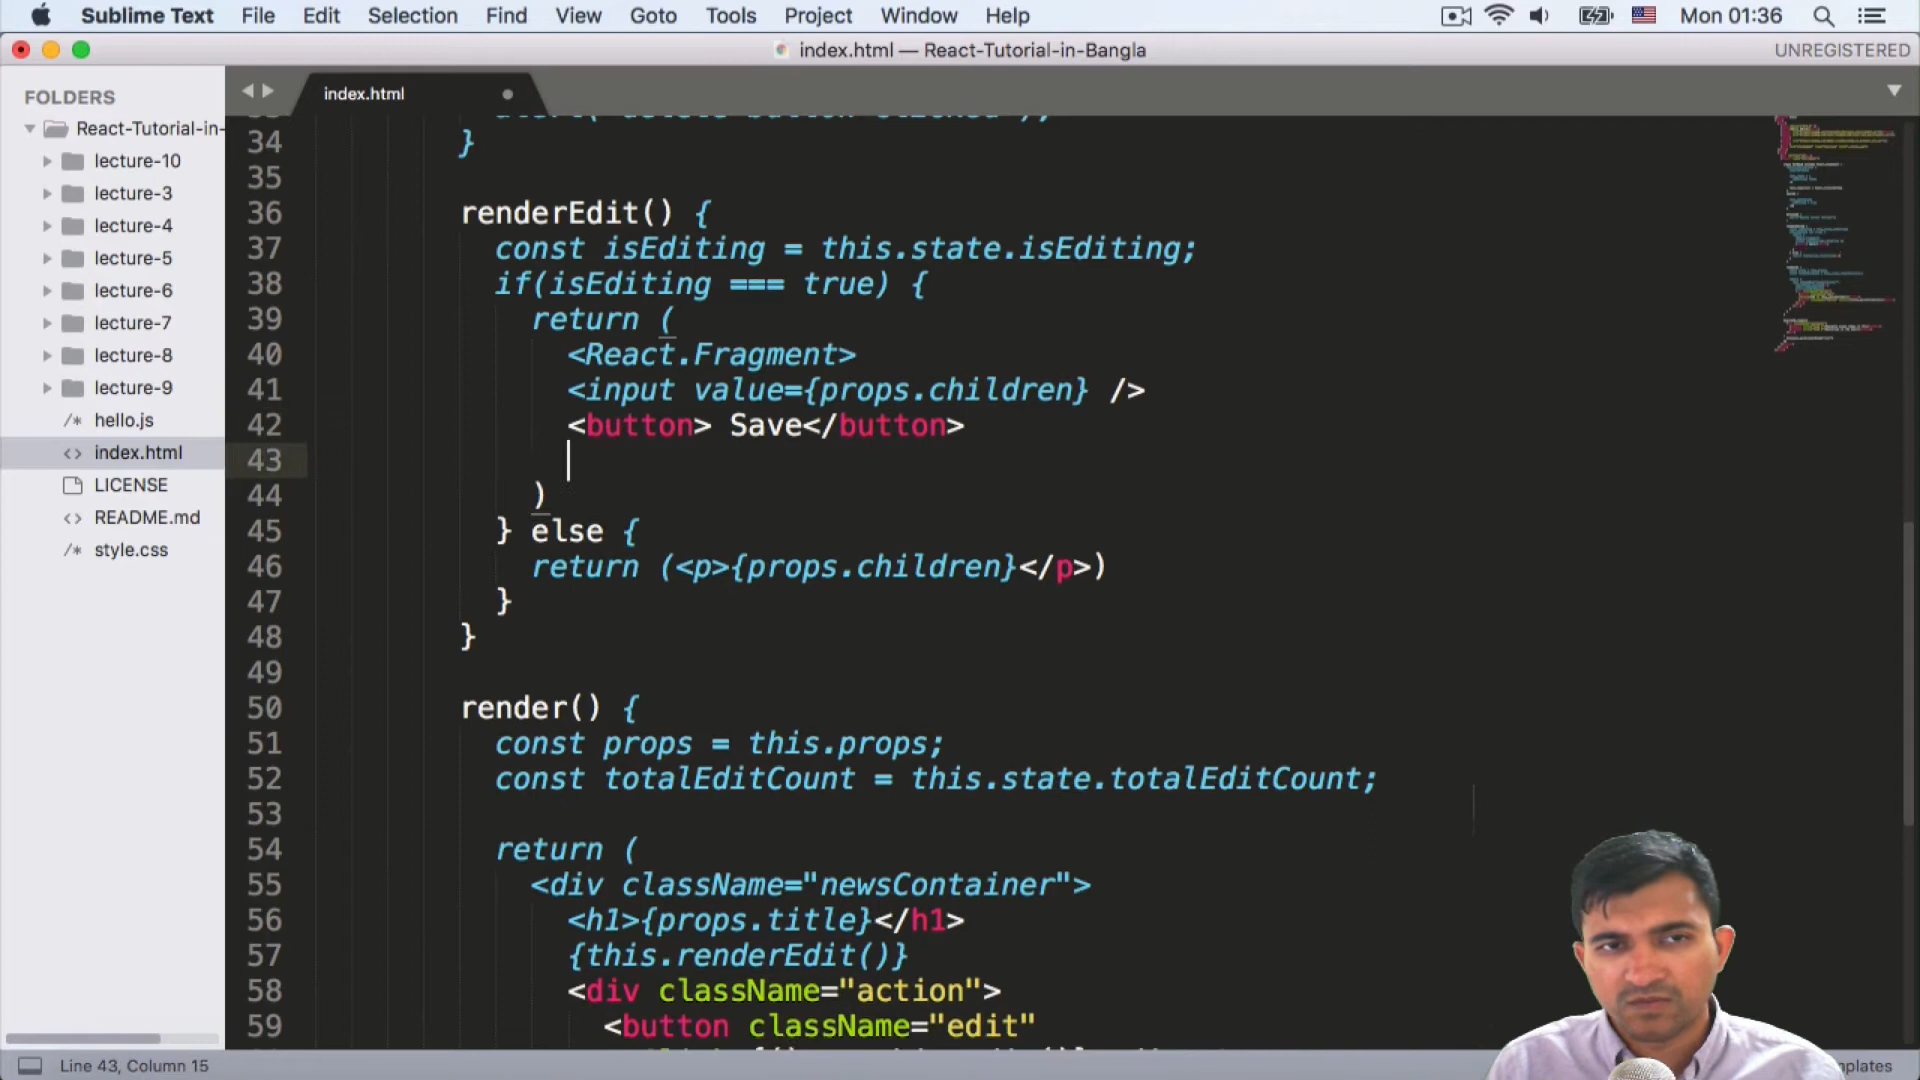 Sublime Text File Edit Selection Find View Goto Tools Project Window Help Mon 01:36
index.html — React-Tutorial-in-Bangla UNREGISTERED
FOLDERS
React-Tutorial-in-
lecture-10
lecture-3
lecture-4
lecture-5
lecture-6
lecture-7
lecture-8
lecture-9
/* hello.js
<> index.html
LICENSE
<> README.md
/* style.css
index.html
34 }
35
36 renderEdit() {
37 const isEditing = this.state.isEditing;
38 if(isEditing === true) {
39 return (
40 <React.Fragment>
41 <input value={props.children} />
42 <button> Save</button>
43
44 )
45 } else {
46 return (<p>{props.children}</p>)
47 }
48 }
49
50 render() {
51 const props = this.props;
52 const totalEditCount = this.state.totalEditCount;
53
54 return (
55 <div className="newsContainer">
56 <h1>{props.title}</h1>
57 {this.renderEdit()}
58 <div className="action">
59 <button className="edit"
Line 43, Column 15